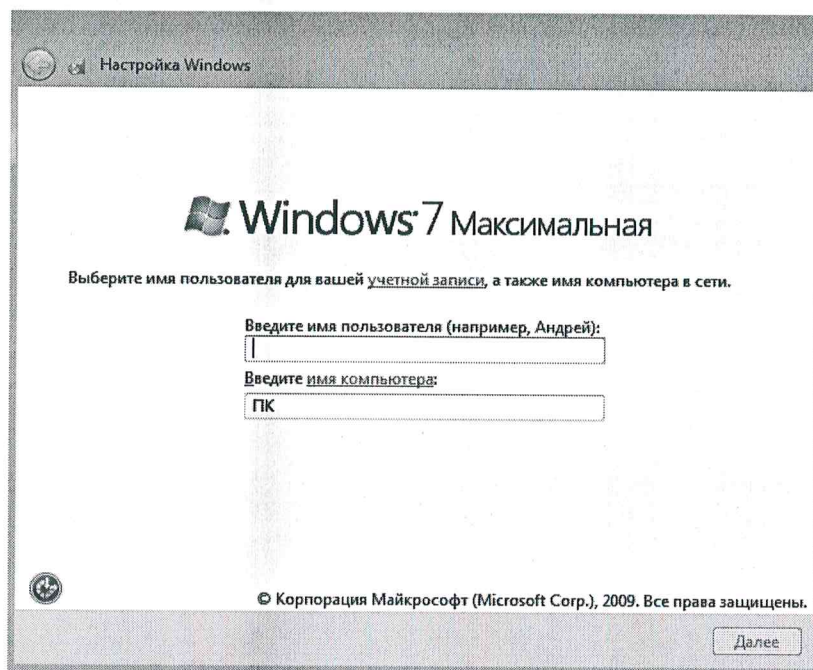 Настройка Windows
Windows 7 Максимальная
Выберите имя пользователя для вашей учетной записи, а также имя компьютера в сети.
Введите имя пользователя (например, Андрей):
Введите имя компьютера:
ПК
© Корпорация Майкрософт (Microsoft Corp.), 2009. Все права защищены.
Далее